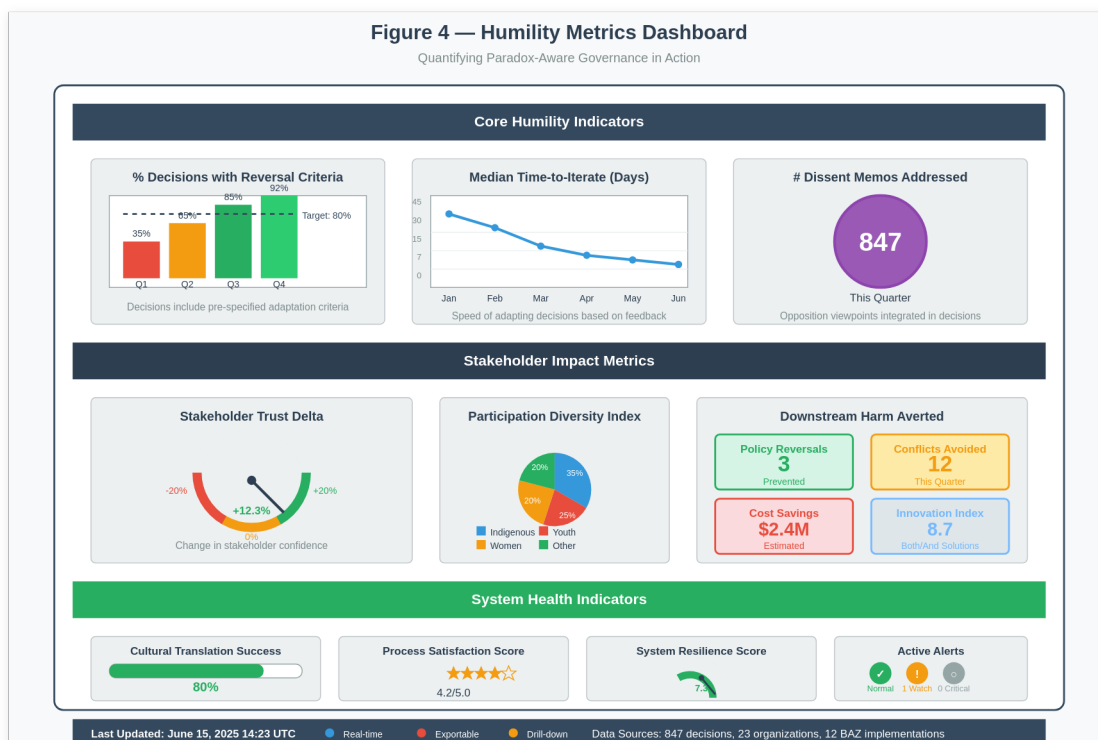 Figure 4 — Humility Metrics Dashboard
Quantifying Paradox-Aware Governance in Action
Core Humility Indicators
% Decisions with Reversal Criteria
92%
85%
65%
35%
Target: 80%
Q1 Q2 Q3 Q4
Decisions include pre-specified adaptation criteria
Median Time-to-Iterate (Days)
45
30
15
7
0
Jan Feb Mar Apr May Jun
Speed of adapting decisions based on feedback
# Dissent Memos Addressed
847
This Quarter
Opposition viewpoints integrated in decisions
Stakeholder Impact Metrics
Stakeholder Trust Delta
-20% +20%
+12.3%
0%
Change in stakeholder confidence
Participation Diversity Index
20% 35%
20% 25%
Indigenous Youth
Women Other
Downstream Harm Averted
Policy Reversals
3
Prevented
Conflicts Avoided
12
This Quarter
Cost Savings
$2.4M
Estimated
Innovation Index
8.7
Both/And Solutions
System Health Indicators
Cultural Translation Success
80%
Process Satisfaction Score
4.2/5.0
System Resilience Score
Active Alerts
Normal 1 Watch 0 Critical
Last Updated: June 15, 2025 14:23 UTC Real-time Exportable Drill-down Data Sources: 847 decisions, 23 organizations, 12 BAZ implementations